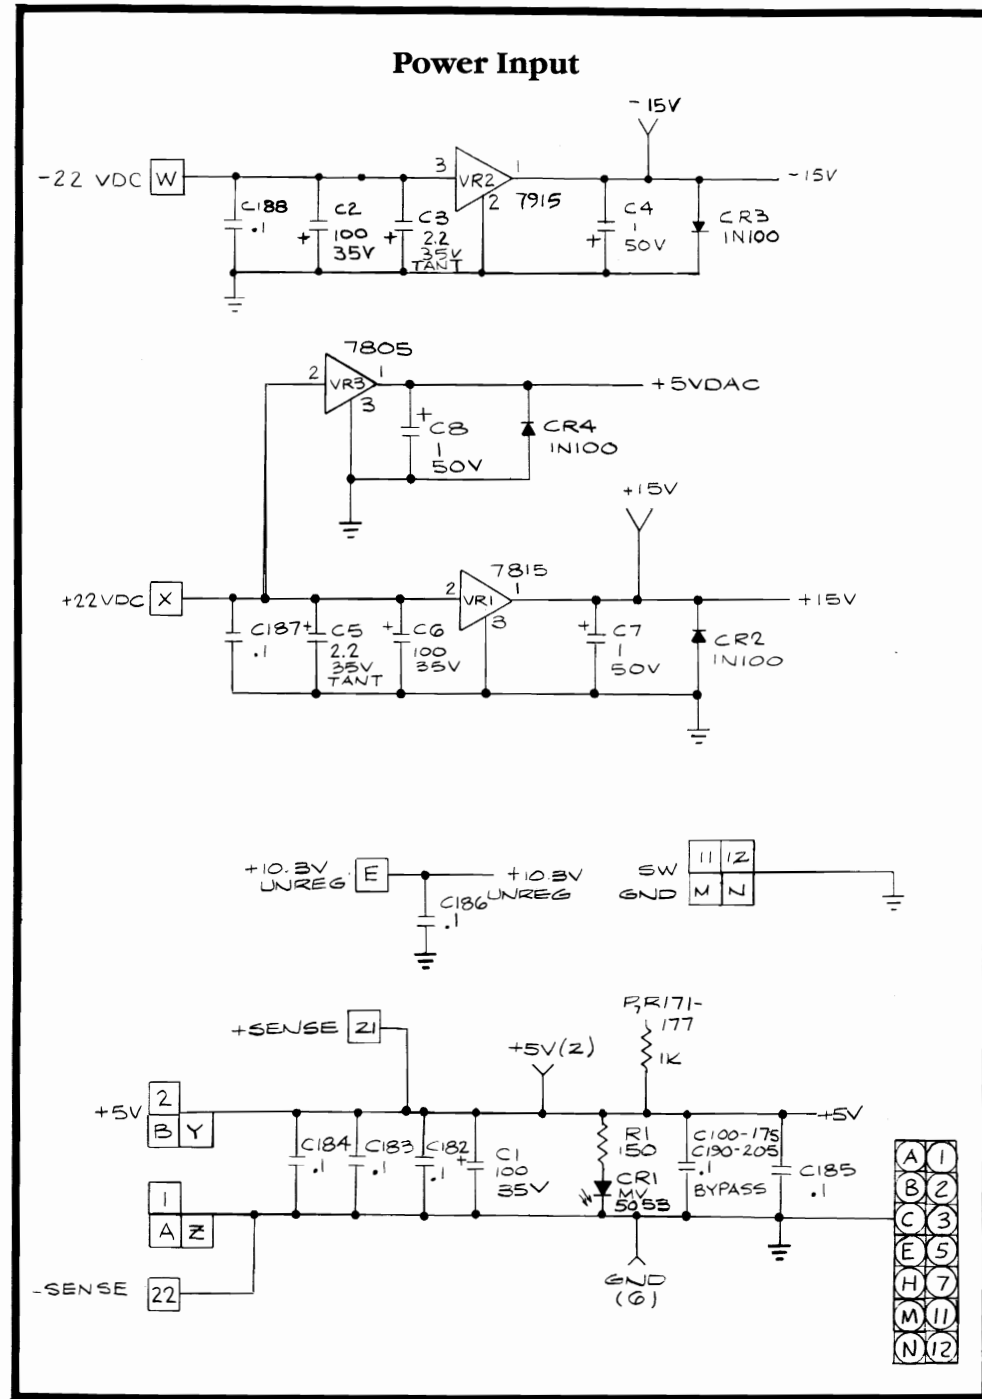 Power Input
-15V
-22 VDC W
3 VR2 1
2 7915
-15V
C188
.1
C2
100
35V
+
C3
2.2
35V
TANT
+
C4
1
50V
+
CR3
1N100
7805
2 VR3 1
3
+5VDAC
+
C8
1
50V
CR4
1N100
+15V
+22VDC X
7815
2 VR1 1
3
+15V
C187
.1
+
C5
2.2
35V
TANT
+
C6
100
35V
+
C7
1
50V
CR2
1N100
+10.3V
UNREG E
+10.3V
UNREG
C186
.1
SW
GND
11 12
M N
+SENSE 21
+5V(2)
P,R171-
177
1K
+5V
2
B Y
+5V
C184
.1
C183
.1
C182
.1
+
C1
100
35V
R1
150
CR1
MV
5053
C100-175
C190-205
.1
BYPASS
C185
.1
1
A Z
-SENSE 22
GND
(6)
A 1
B 2
C 3
E 5
H 7
M 11
N 12